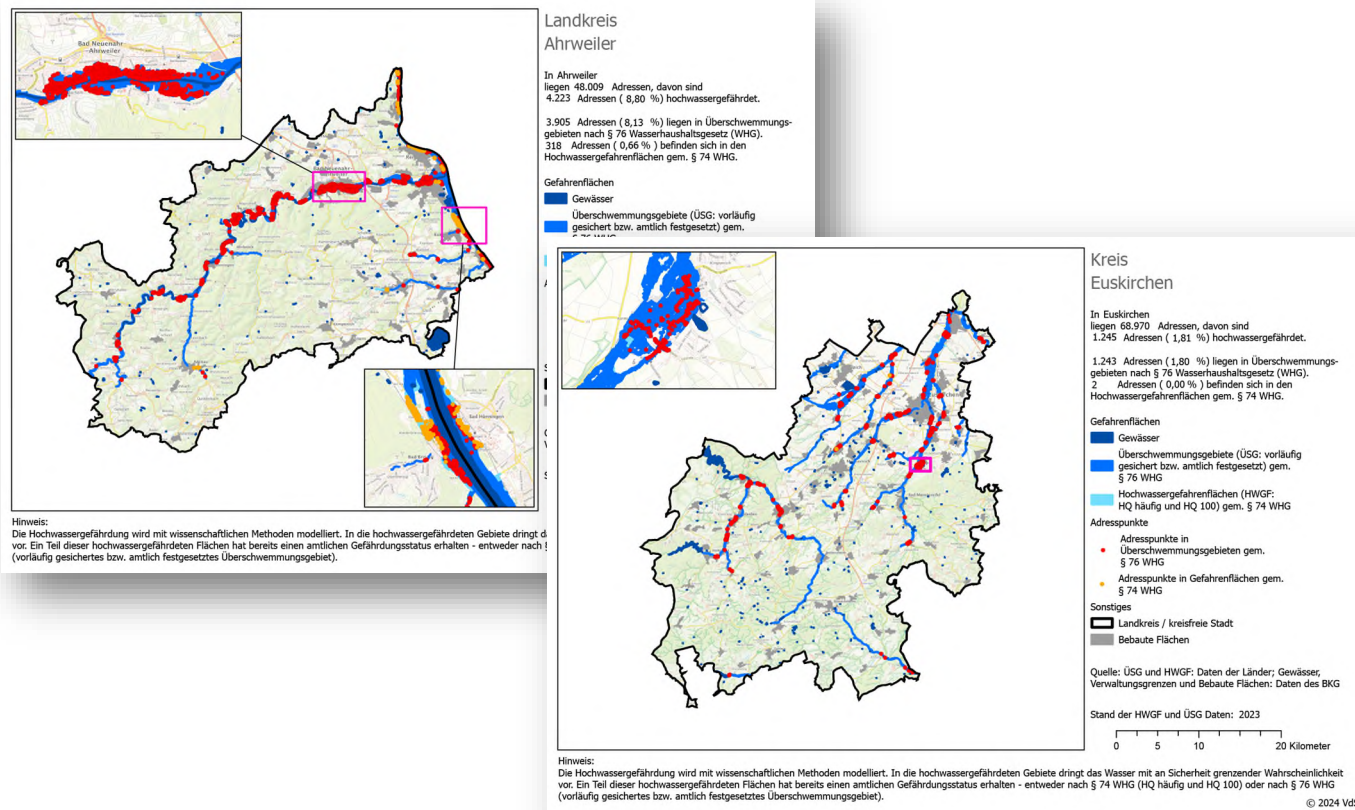 Landkreis
Ahrweiler
In Ahrweiler
liegen 48.009 Adressen, davon sind
4.223 Adressen ( 8,80 %) hochwassergefährdet.
3.905 Adressen ( 8,13 %) liegen in Überschwemmungs-
gebieten nach § 76 Wasserhaushaltsgesetz (WHG).
318 Adressen ( 0,66 % ) befinden sich in den
Hochwassergefahrenflächen gem. § 74 WHG.
Gefahrenflächen
Gewässer
Überschwemmungsgebiete (ÜSG: vorläufig
gesichert bzw. amtlich festgesetzt) gem.
§ 76 WHG
Bad Neuenahr
-Ahrweiler
Bad Hönningen
Hinweis:
Die Hochwassergefährdung wird mit wissenschaftlichen Methoden modelliert. In die hochwassergefährdeten Gebiete dringt
vor. Ein Teil dieser hochwassergefährdeten Flächen hat bereits einen amtlichen Gefährdungsstatus erhalten - entweder nach §
(vorläufig gesichertes bzw. amtlich festgesetztes Überschwemmungsgebiet).
Kreis
Euskirchen
In Euskirchen
liegen 68.970 Adressen, davon sind
1.245 Adressen ( 1,81 %) hochwassergefährdet.
1.243 Adressen ( 1,80 %) liegen in Überschwemmungs-
gebieten nach § 76 Wasserhaushaltsgesetz (WHG).
2 Adressen ( 0,00 % ) befinden sich in den
Hochwassergefahrenflächen gem. § 74 WHG.
Gefahrenflächen
Gewässer
Überschwemmungsgebiete (ÜSG: vorläufig
gesichert bzw. amtlich festgesetzt) gem.
§ 76 WHG
Hochwassergefahrenflächen (HWGF:
HQ häufig und HQ 100) gem. § 74 WHG
Adresspunkte
Adresspunkte in
Überschwemmungsgebieten gem.
§ 76 WHG
Adresspunkte in Gefahrenflächen gem.
§ 74 WHG
Sonstiges
Landkreis / kreisfreie Stadt
Bebaute Flächen
Quelle: ÜSG und HWGF: Daten der Länder; Gewässer,
Verwaltungsgrenzen und Bebaute Flächen: Daten des BKG
Stand der HWGF und ÜSG Daten: 2023
0 5 10 20 Kilometer
Hinweis:
Die Hochwassergefährdung wird mit wissenschaftlichen Methoden modelliert. In die hochwassergefährdeten Gebiete dringt das Wasser mit an Sicherheit grenzender Wahrscheinlichkeit
vor. Ein Teil dieser hochwassergefährdeten Flächen hat bereits einen amtlichen Gefährdungsstatus erhalten - entweder nach § 74 WHG (HQ häufig und HQ 100) oder nach § 76 WHG
(vorläufig gesichertes bzw. amtlich festgesetztes Überschwemmungsgebiet).
© 2024 VdS